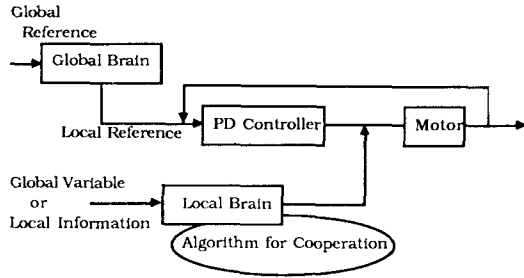 Global
Reference
Global Brain
Local Reference
PD Controller
Motor
Global Variable
or
Local Information
Local Brain
Algorithm for Cooperation